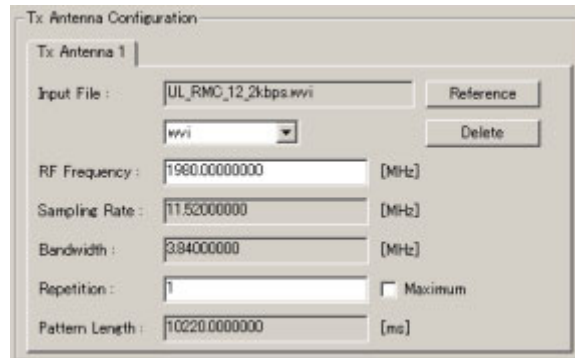 Tx Antenna Configuration
Tx Antenna 1
Input File : UL_RMC_12_2kbps.wvi Reference
wvi Delete
RF Frequency : 1980.00000000 [MHz]
Sampling Rate : 11.52000000 [MHz]
Bandwidth : 3.84000000 [MHz]
Repetition : 1 Maximum
Pattern Length : 10220.0000000 [ms]